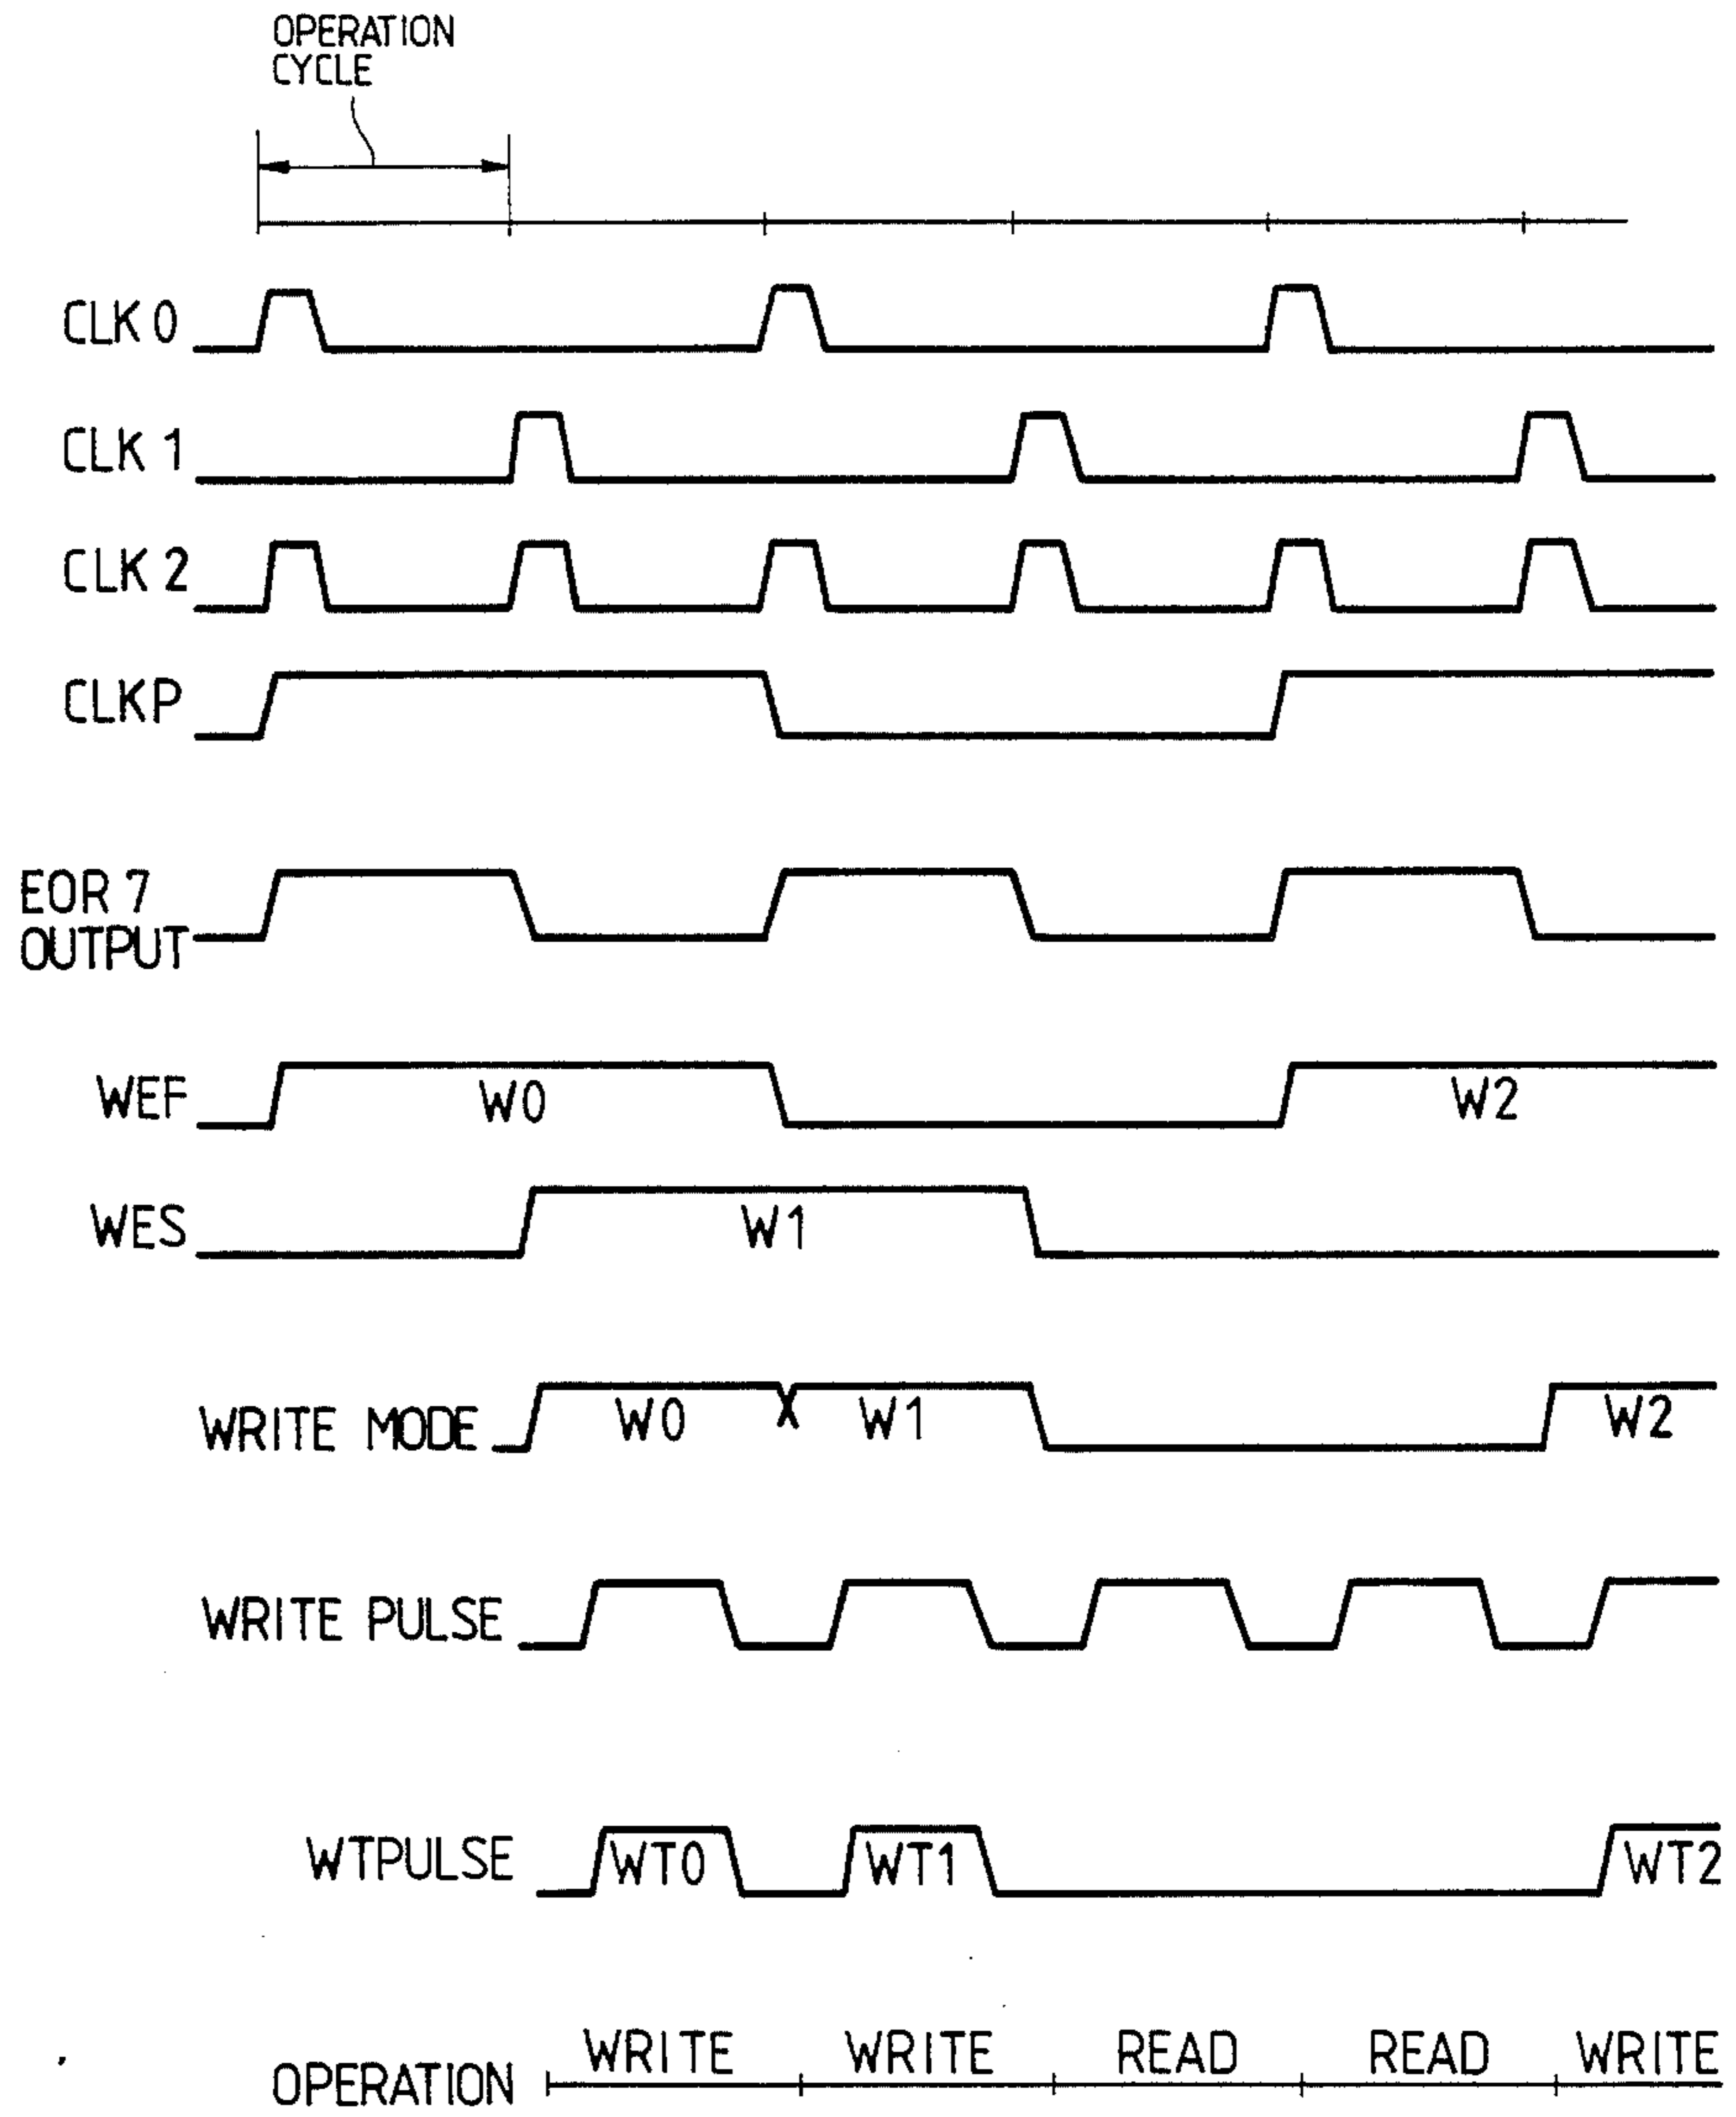 OPERATION
CYCLE
CLK 0
CLK 1
CLK 2
CLKP
EOR 7
OUTPUT
WEF
W0
W2
WES
W1
WRITE MODE
W0
W1
W2
WRITE PULSE
WTPULSE
WT0
WT1
WT2
OPERATION
WRITE
WRITE
READ
READ
WRITE